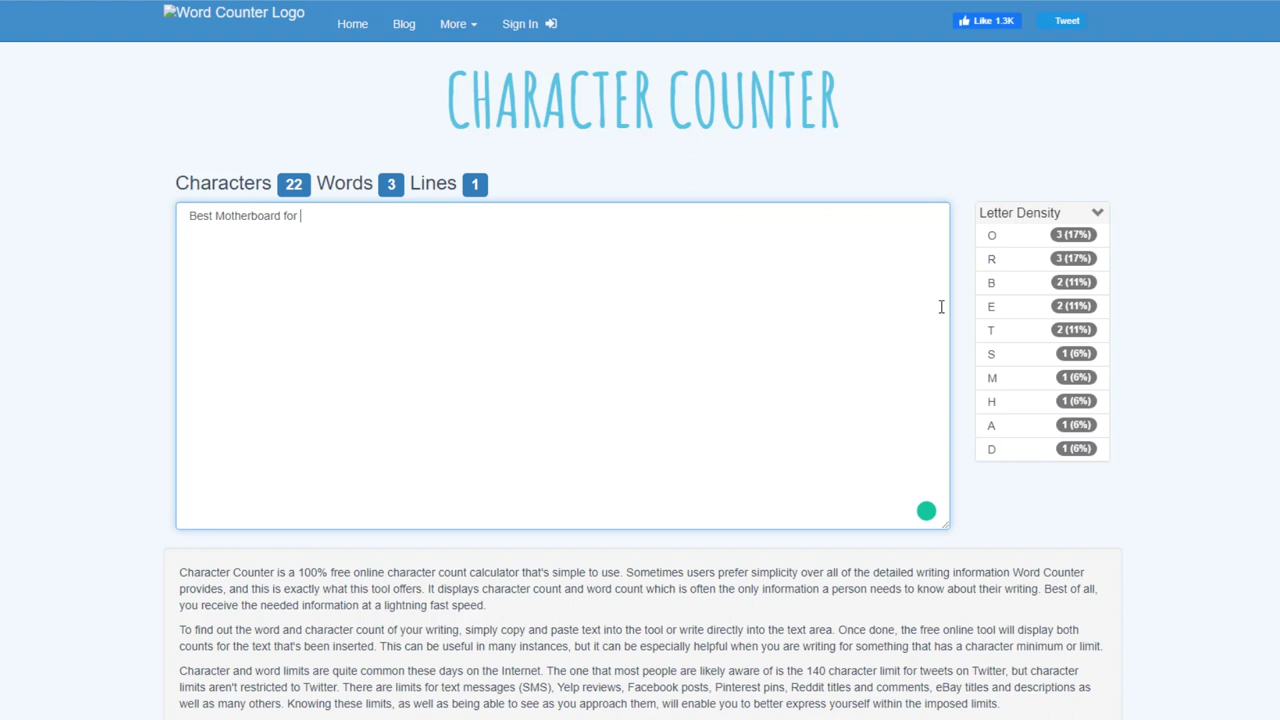 Word Counter Logo
Home Blog More Sign In
Like 1.3K Tweet
CHARACTER COUNTER
Characters 22 Words 3 Lines 1
Best Motherboard for
Letter Density
O 3 (17%)
R 3 (17%)
B 2 (11%)
E 2 (11%)
T 2 (11%)
S 1 (6%)
M 1 (6%)
H 1 (6%)
A 1 (6%)
D 1 (6%)
Character Counter is a 100% free online character count calculator that's simple to use. Sometimes users prefer simplicity over all of the detailed writing information Word Counter
provides, and this is exactly what this tool offers. It displays character count and word count which is often the only information a person needs to know about their writing. Best of all,
you receive the needed information at a lightning fast speed.
To find out the word and character count of your writing, simply copy and paste text into the tool or write directly into the text area. Once done, the free online tool will display both
counts for the text that's been inserted. This can be useful in many instances, but it can be especially helpful when you are writing for something that has a character minimum or limit.
Character and word limits are quite common these days on the Internet. The one that most people are likely aware of is the 140 character limit for tweets on Twitter, but character
limits aren't restricted to Twitter. There are limits for text messages (SMS), Yelp reviews, Facebook posts, Pinterest pins, Reddit titles and comments, eBay titles and descriptions as
well as many others. Knowing these limits, as well as being able to see as you approach them, will enable you to better express yourself within the imposed limits.